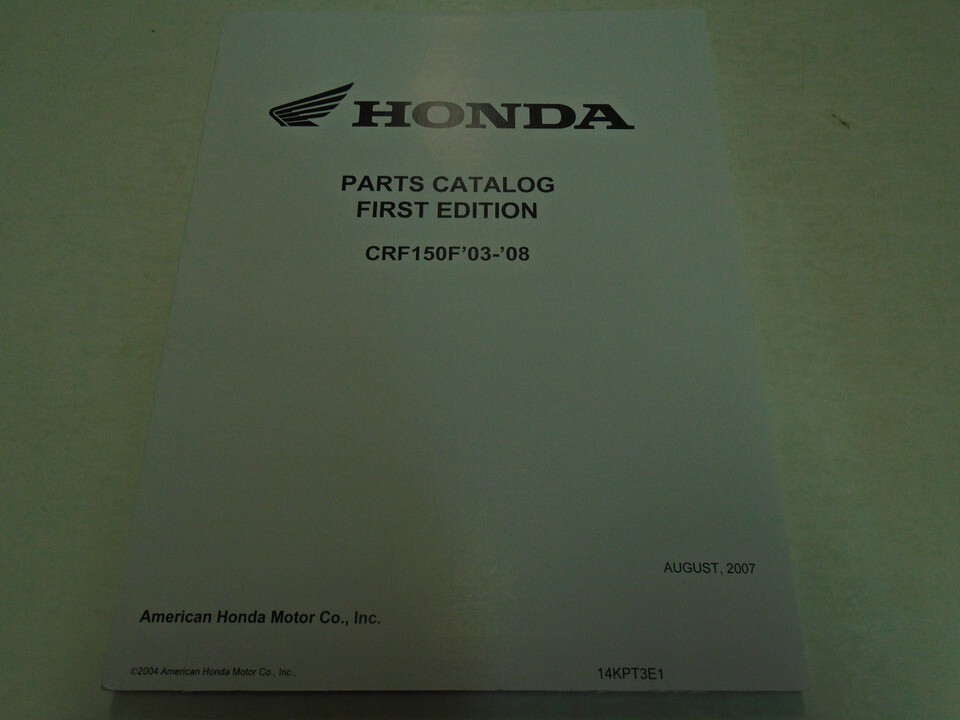 HONDA
PARTS CATALOG
FIRST EDITION
CRF150F'03-'08
AUGUST, 2007
American Honda Motor Co., Inc.
©2004 American Honda Motor Co., Inc.,
14KPT3E1